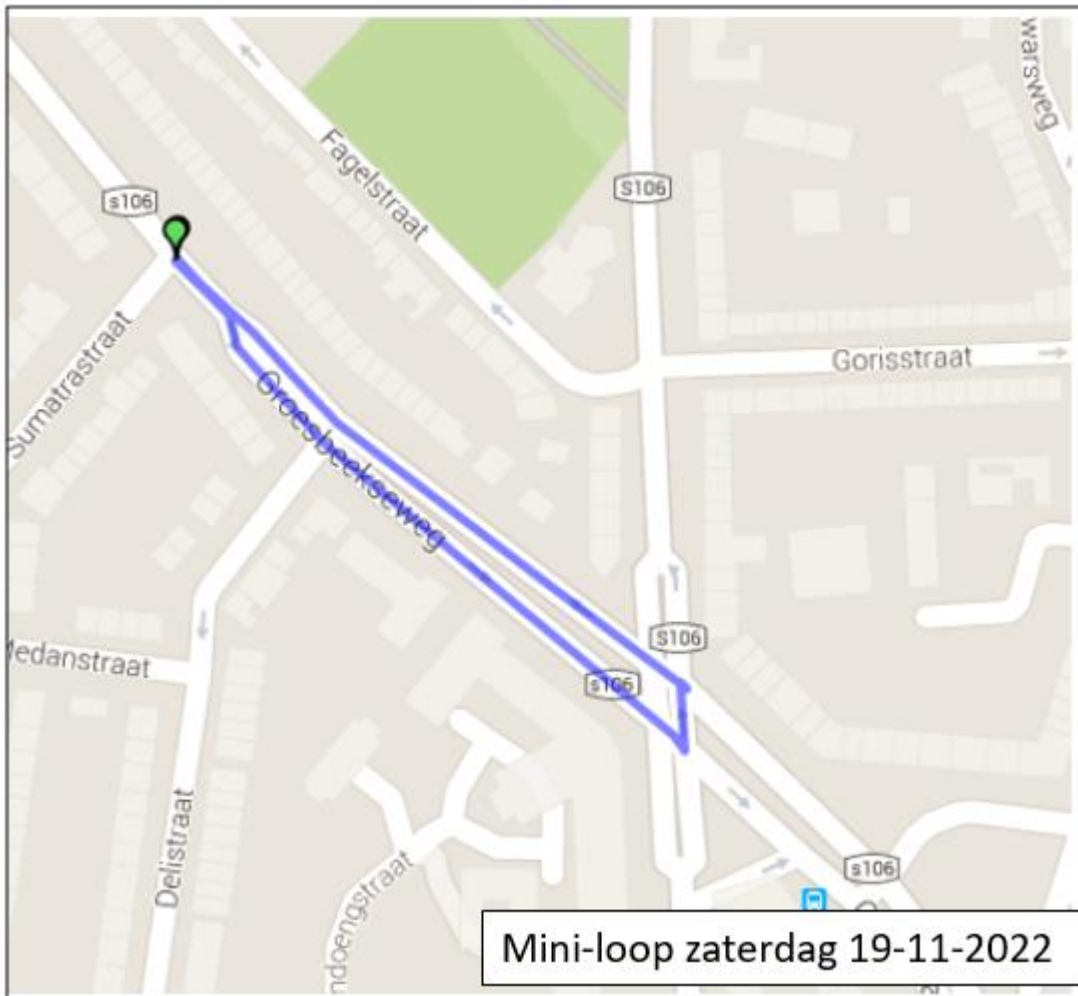 warsweg
Fagelstraat
s106
S106
Sumatrastraat
Gorisstraat
Groesbeekseweg
S106
s106
Medanstraat
Delistraat
ndoengstraat
s106
Mini-loop zaterdag 19-11-2022